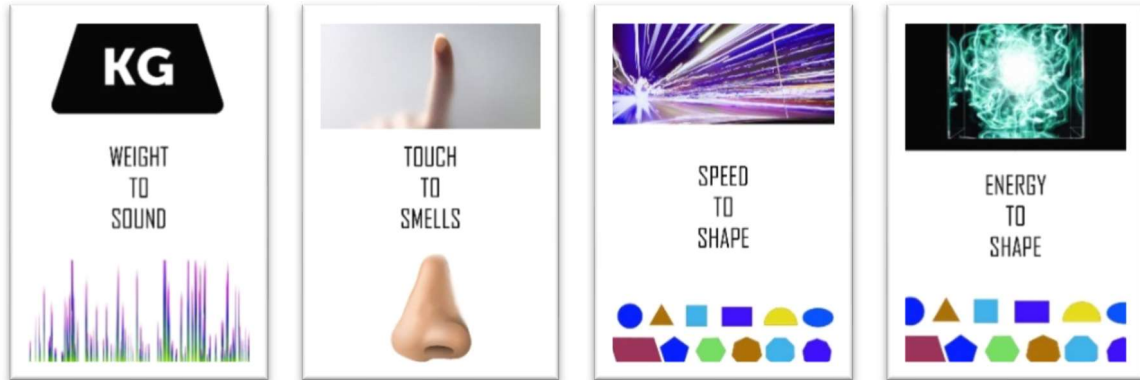 KG
WEIGHT
TO
SOUND
TOUCH
TO
SMELLS
SPEED
TO
SHAPE
ENERGY
TO
SHAPE